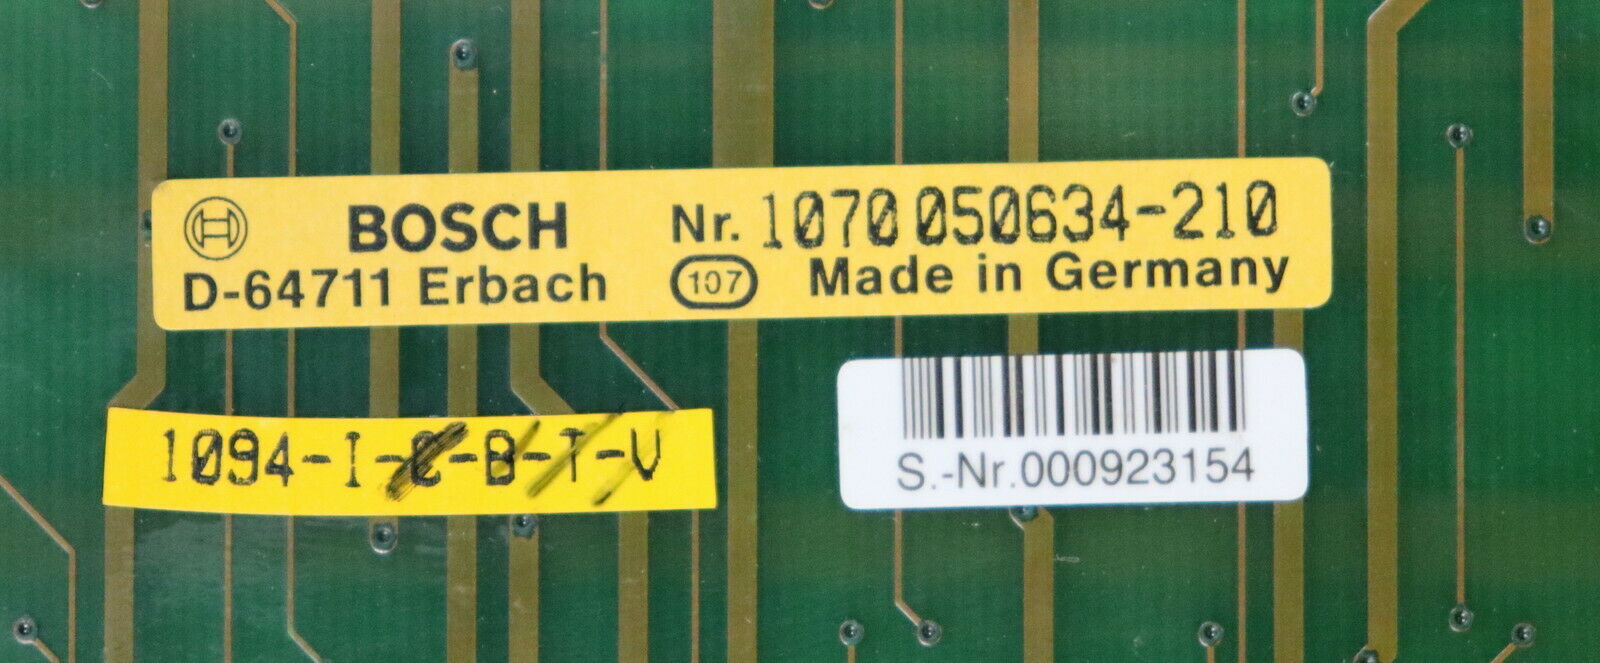 BOSCH Nr. 1070 050634-210
D-64711 Erbach 107 Made in Germany
1094-I-C-B-T-V
S.-Nr.000923154